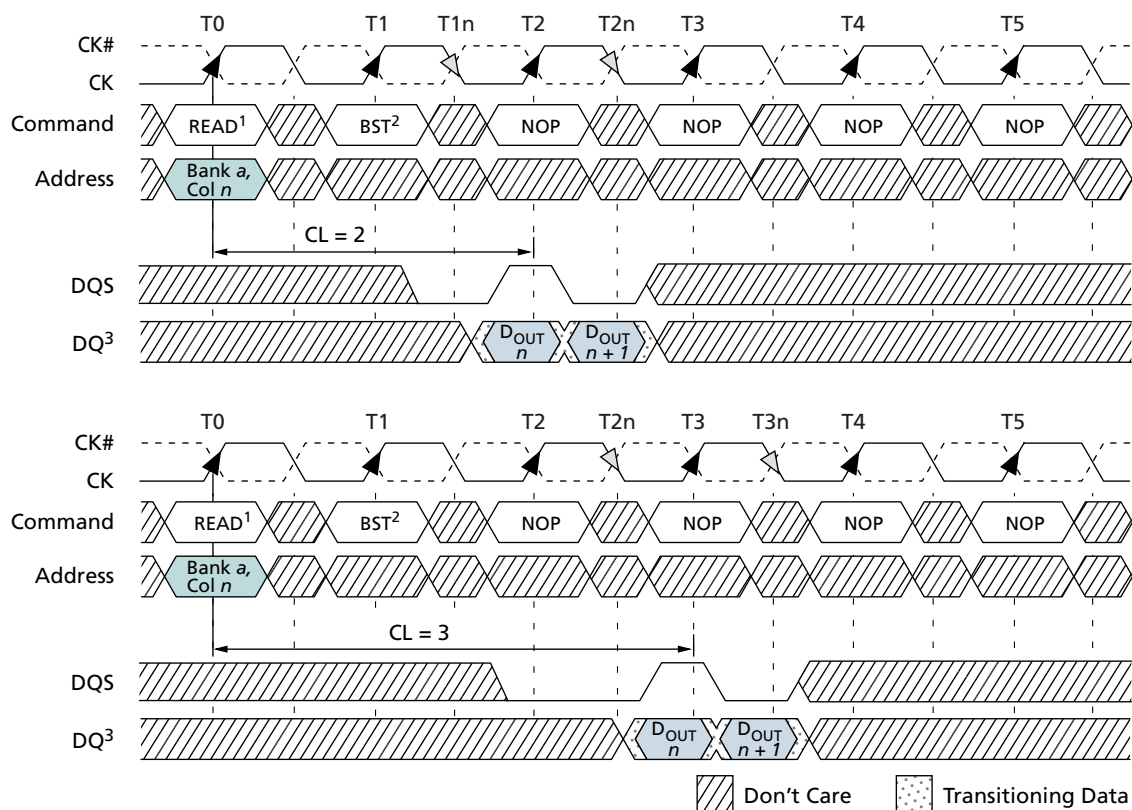 T0 T1 T1n T2 T2n T3 T4 T5
CK#
CK
Command READ1 BST2 NOP NOP NOP NOP
Address Bank a,
Col n
CL = 2
DQS
DQ3 DOUT n DOUT n + 1
T0 T1 T2 T2n T3 T3n T4 T5
CK#
CK
Command READ1 BST2 NOP NOP NOP NOP
Address Bank a,
Col n
CL = 3
DQS
DQ3 DOUT n DOUT n + 1
Don't Care Transitioning Data